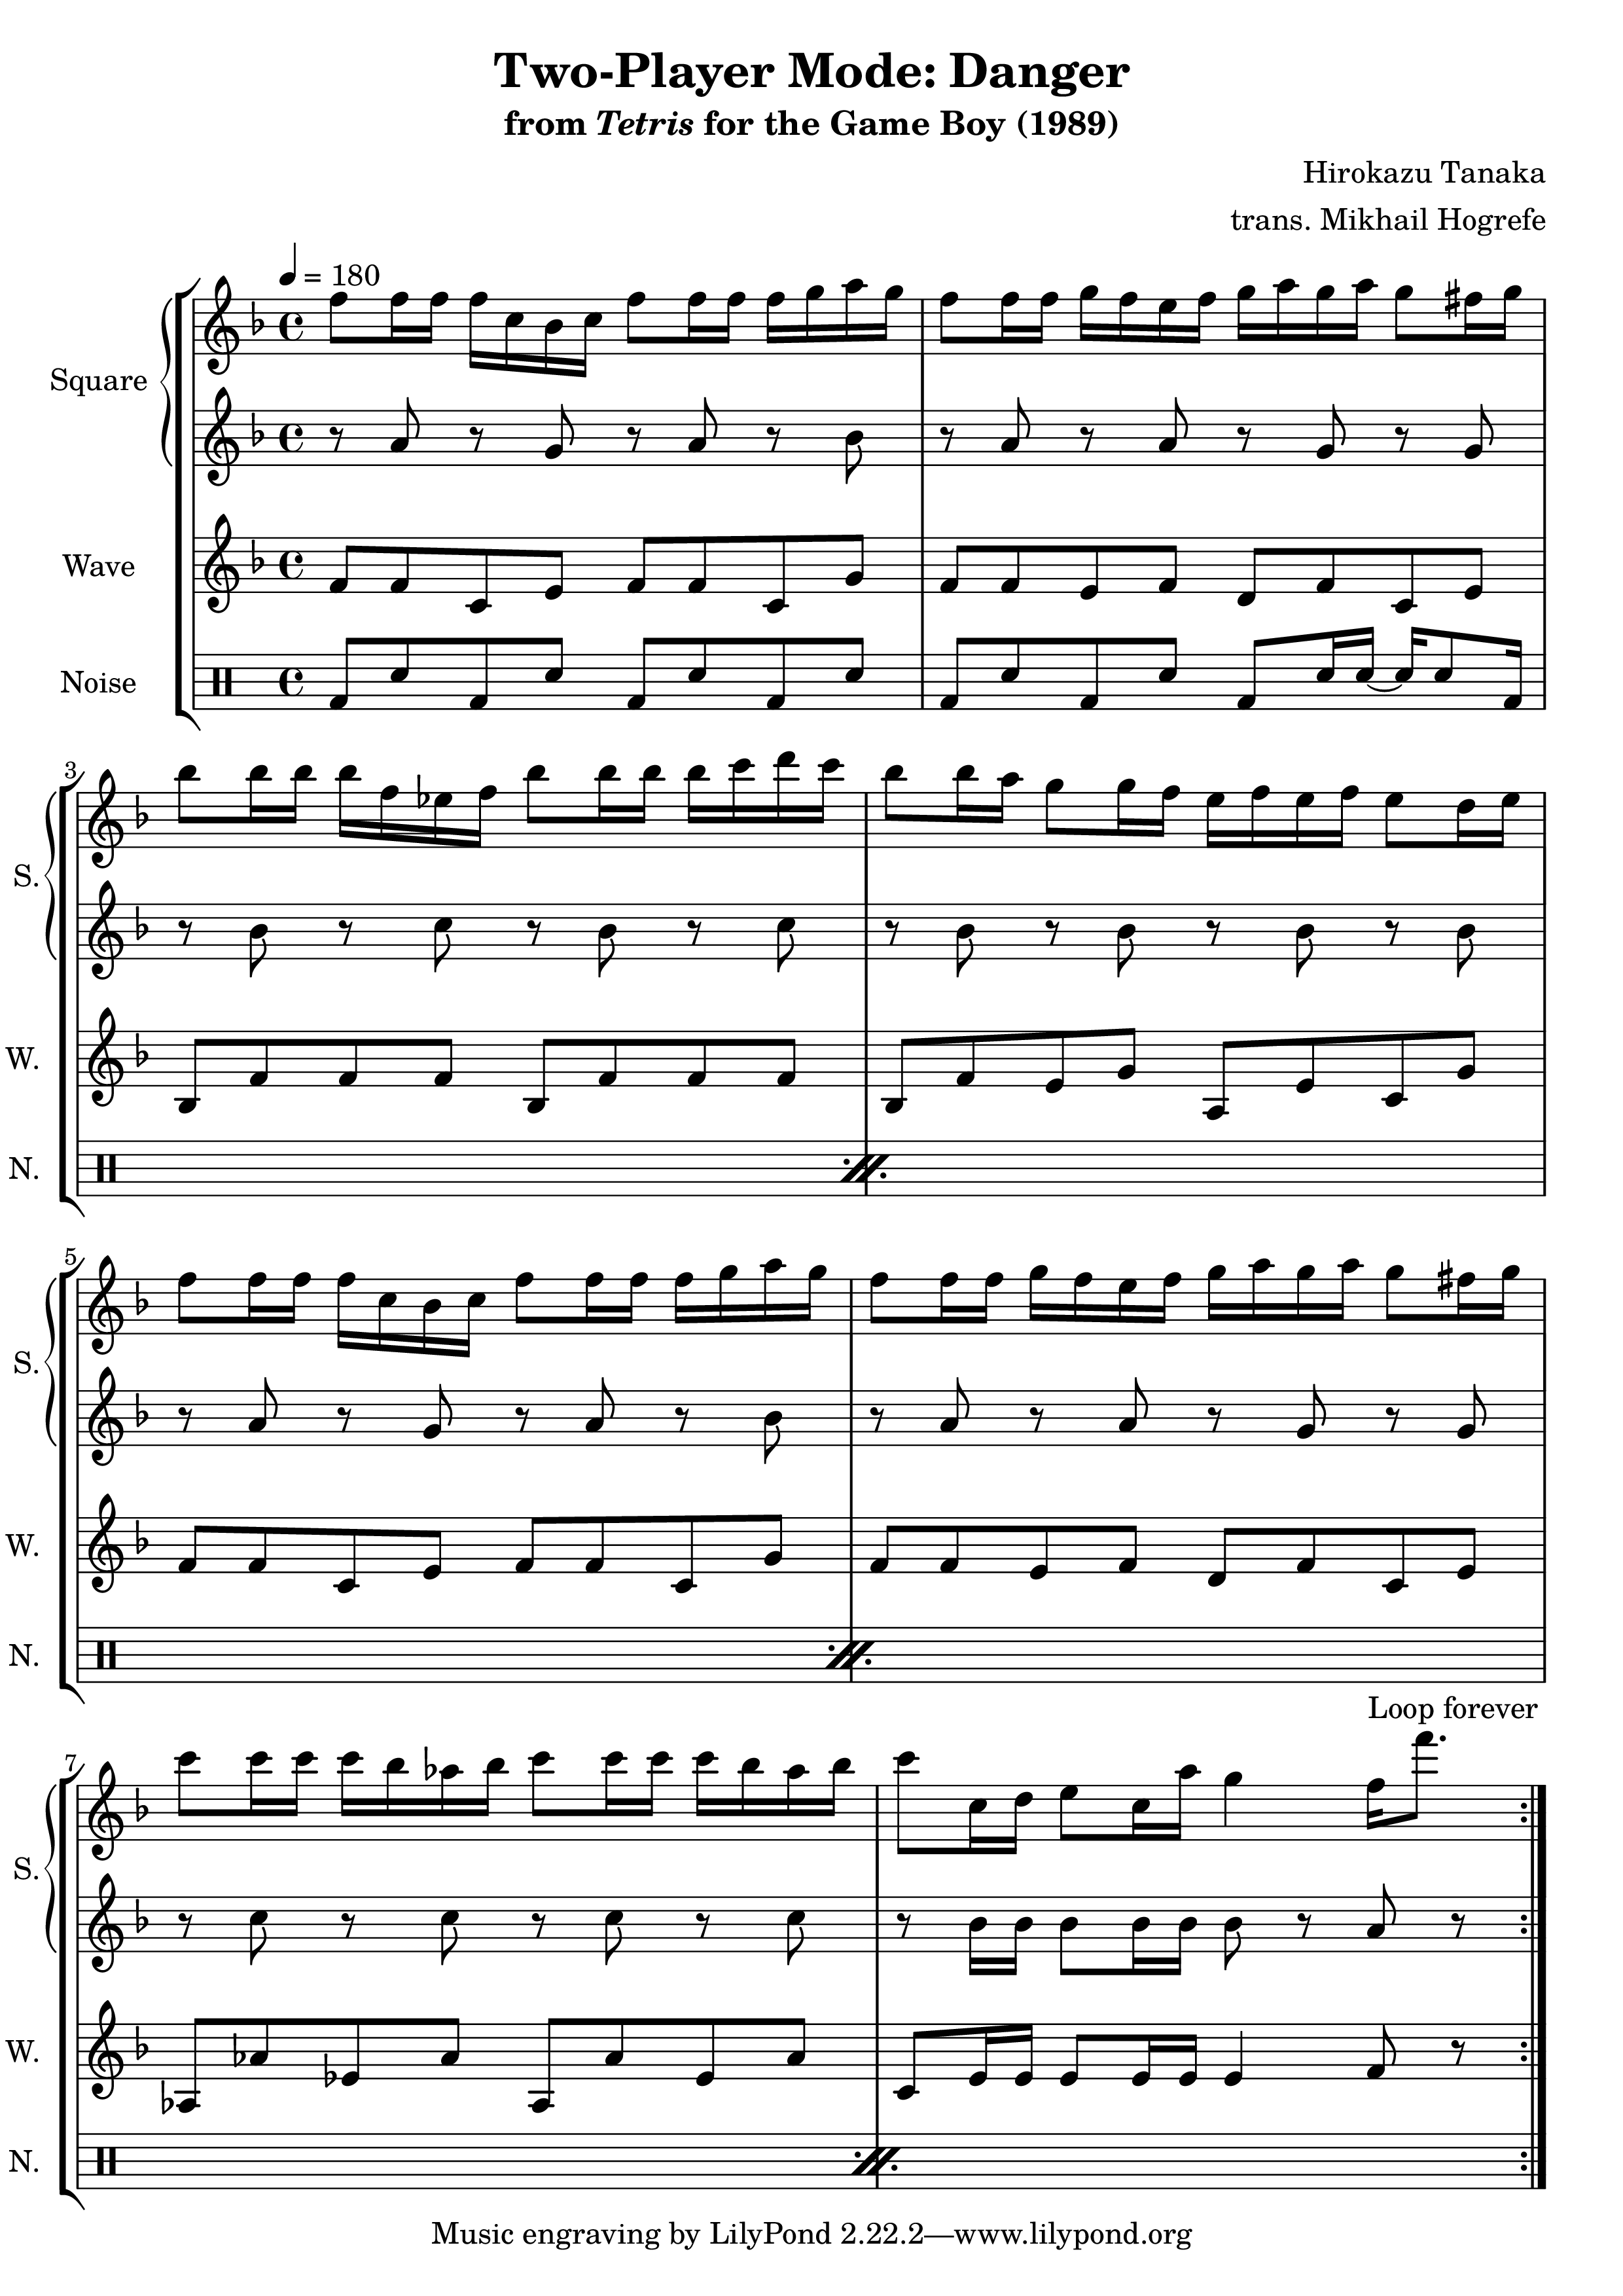 Two-Player Mode: Danger
from Tetris for the Game Boy (1989)
Hirokazu Tanaka
trans. Mikhail Hogrefe
= 180
Square
Wave
Noise
3
S.
W.
N.
5
S.
W.
N.
Loop forever
7
S.
W.
N.
Music engraving by LilyPond 2.22.2—www.lilypond.org